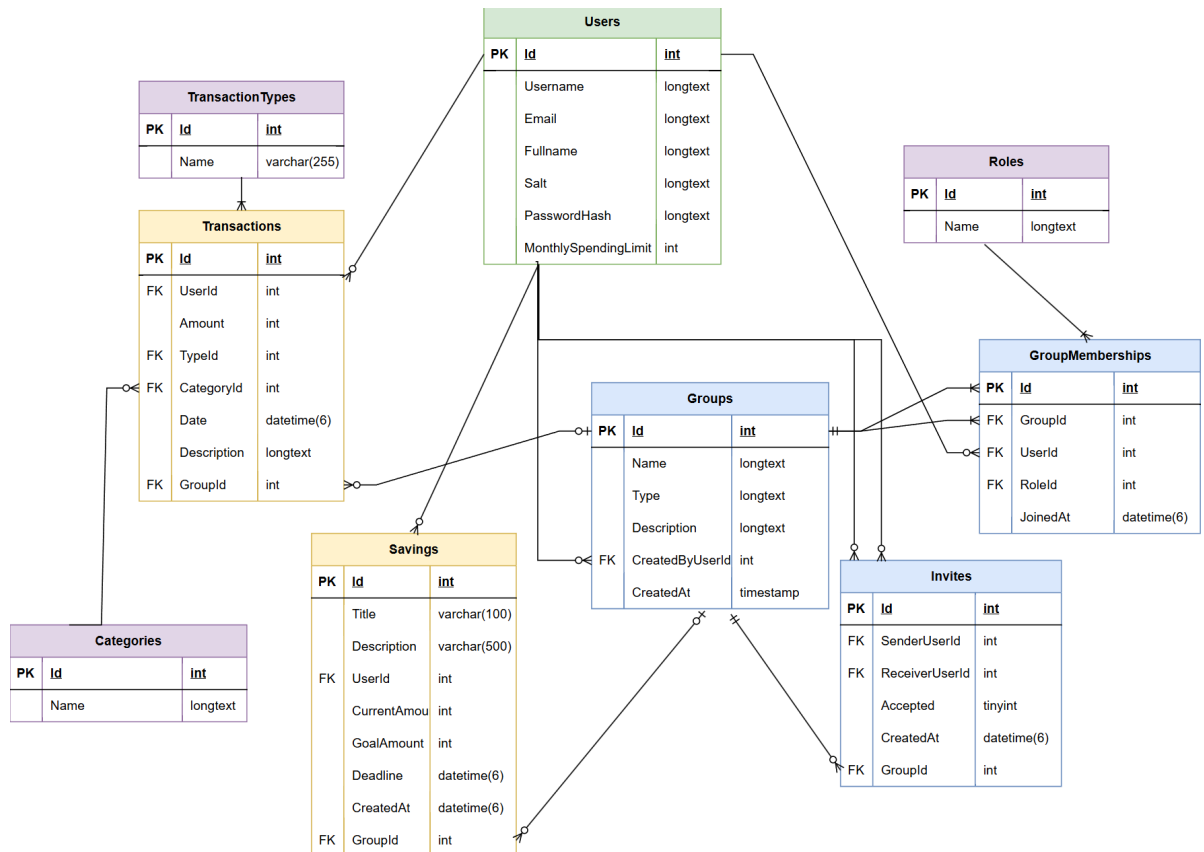 Users
PK Id int
Username longtext
Email longtext
Fullname longtext
Salt longtext
PasswordHash longtext
MonthlySpendingLimit int
TransactionTypes
PK Id int
Name varchar(255)
Roles
PK Id int
Name longtext
Transactions
PK Id int
FK UserId int
Amount int
FK TypeId int
FK CategoryId int
Date datetime(6)
Description longtext
FK GroupId int
GroupMemberships
PK Id int
FK GroupId int
FK UserId int
FK RoleId int
JoinedAt datetime(6)
Groups
PK Id int
Name longtext
Type longtext
Description longtext
FK CreatedByUserId int
CreatedAt timestamp
Savings
PK Id int
Title varchar(100)
Description varchar(500)
FK UserId int
CurrentAmou int
GoalAmount int
Deadline datetime(6)
CreatedAt datetime(6)
FK GroupId int
Invites
PK Id int
FK SenderUserId int
FK ReceiverUserId int
Accepted tinyint
CreatedAt datetime(6)
FK GroupId int
Categories
PK Id int
Name longtext